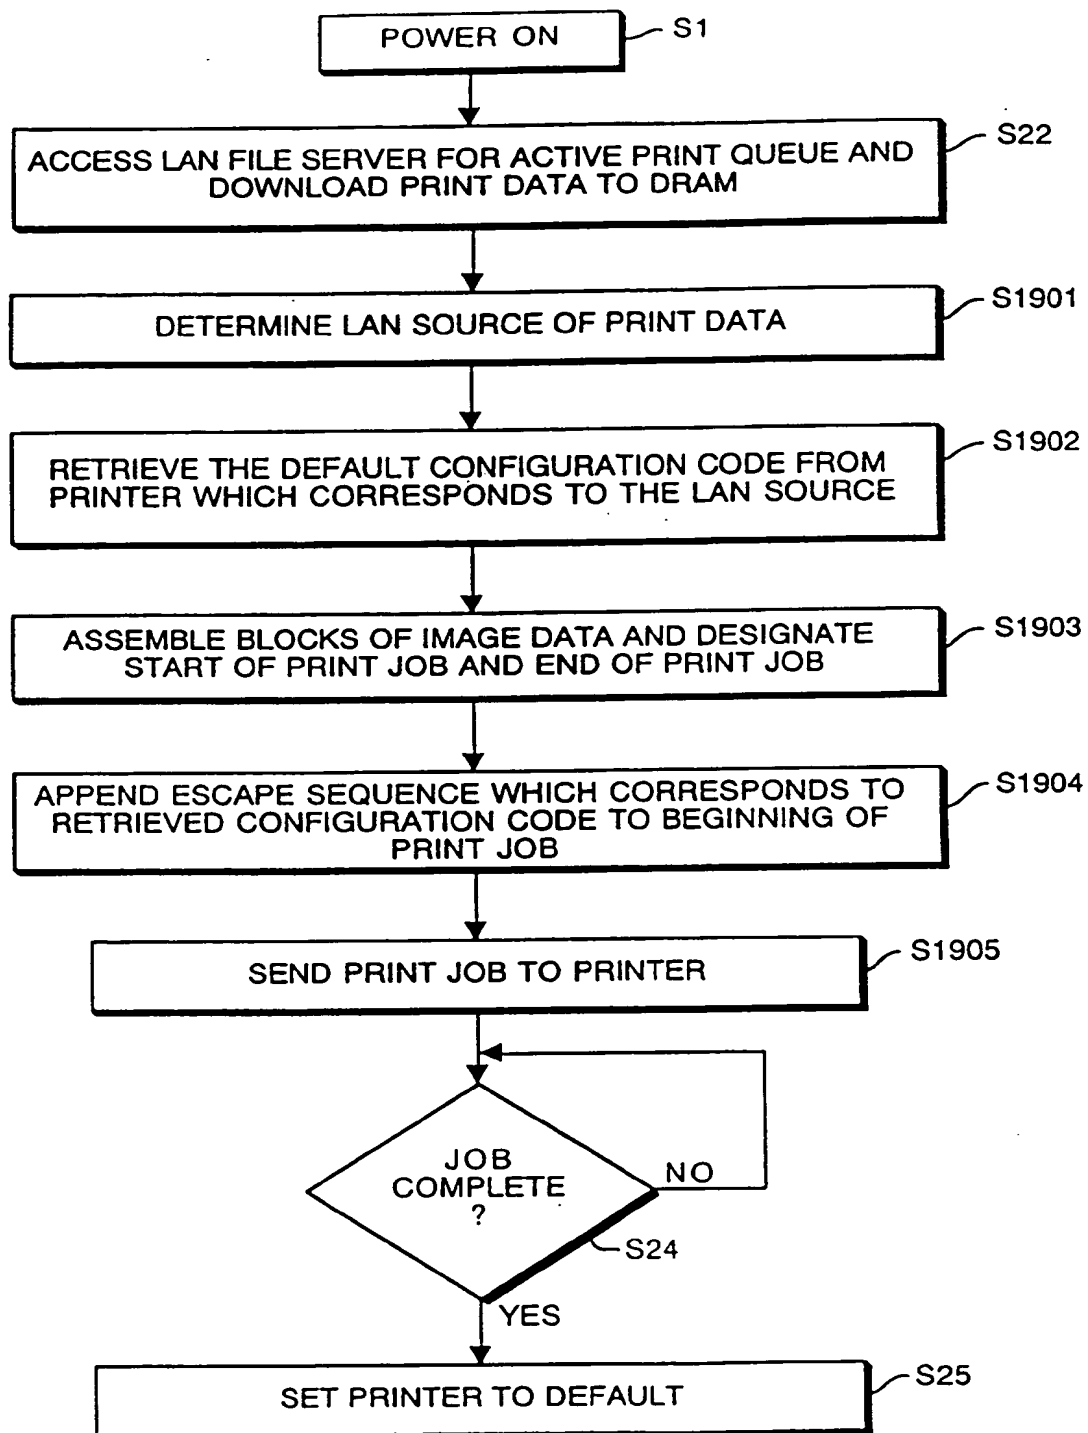 POWER ON
S1
ACCESS LAN FILE SERVER FOR ACTIVE PRINT QUEUE AND
DOWNLOAD PRINT DATA TO DRAM
S22
DETERMINE LAN SOURCE OF PRINT DATA
S1901
RETRIEVE THE DEFAULT CONFIGURATION CODE FROM
PRINTER WHICH CORRESPONDS TO THE LAN SOURCE
S1902
ASSEMBLE BLOCKS OF IMAGE DATA AND DESIGNATE
START OF PRINT JOB AND END OF PRINT JOB
S1903
APPEND ESCAPE SEQUENCE WHICH CORRESPONDS TO
RETRIEVED CONFIGURATION CODE TO BEGINNING OF
PRINT JOB
S1904
SEND PRINT JOB TO PRINTER
S1905
JOB
COMPLETE
?
NO
S24
YES
SET PRINTER TO DEFAULT
S25